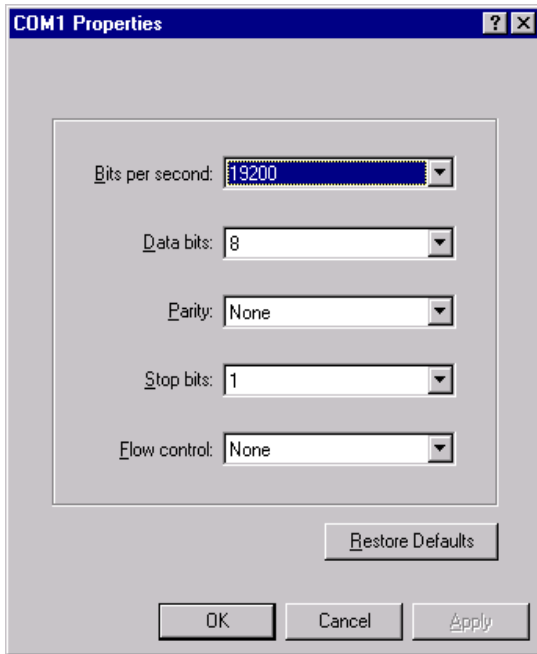 COM1 Properties
Bits per second: 19200
Data bits: 8
Parity: None
Stop bits: 1
Flow control: None
Restore Defaults
OK Cancel Apply